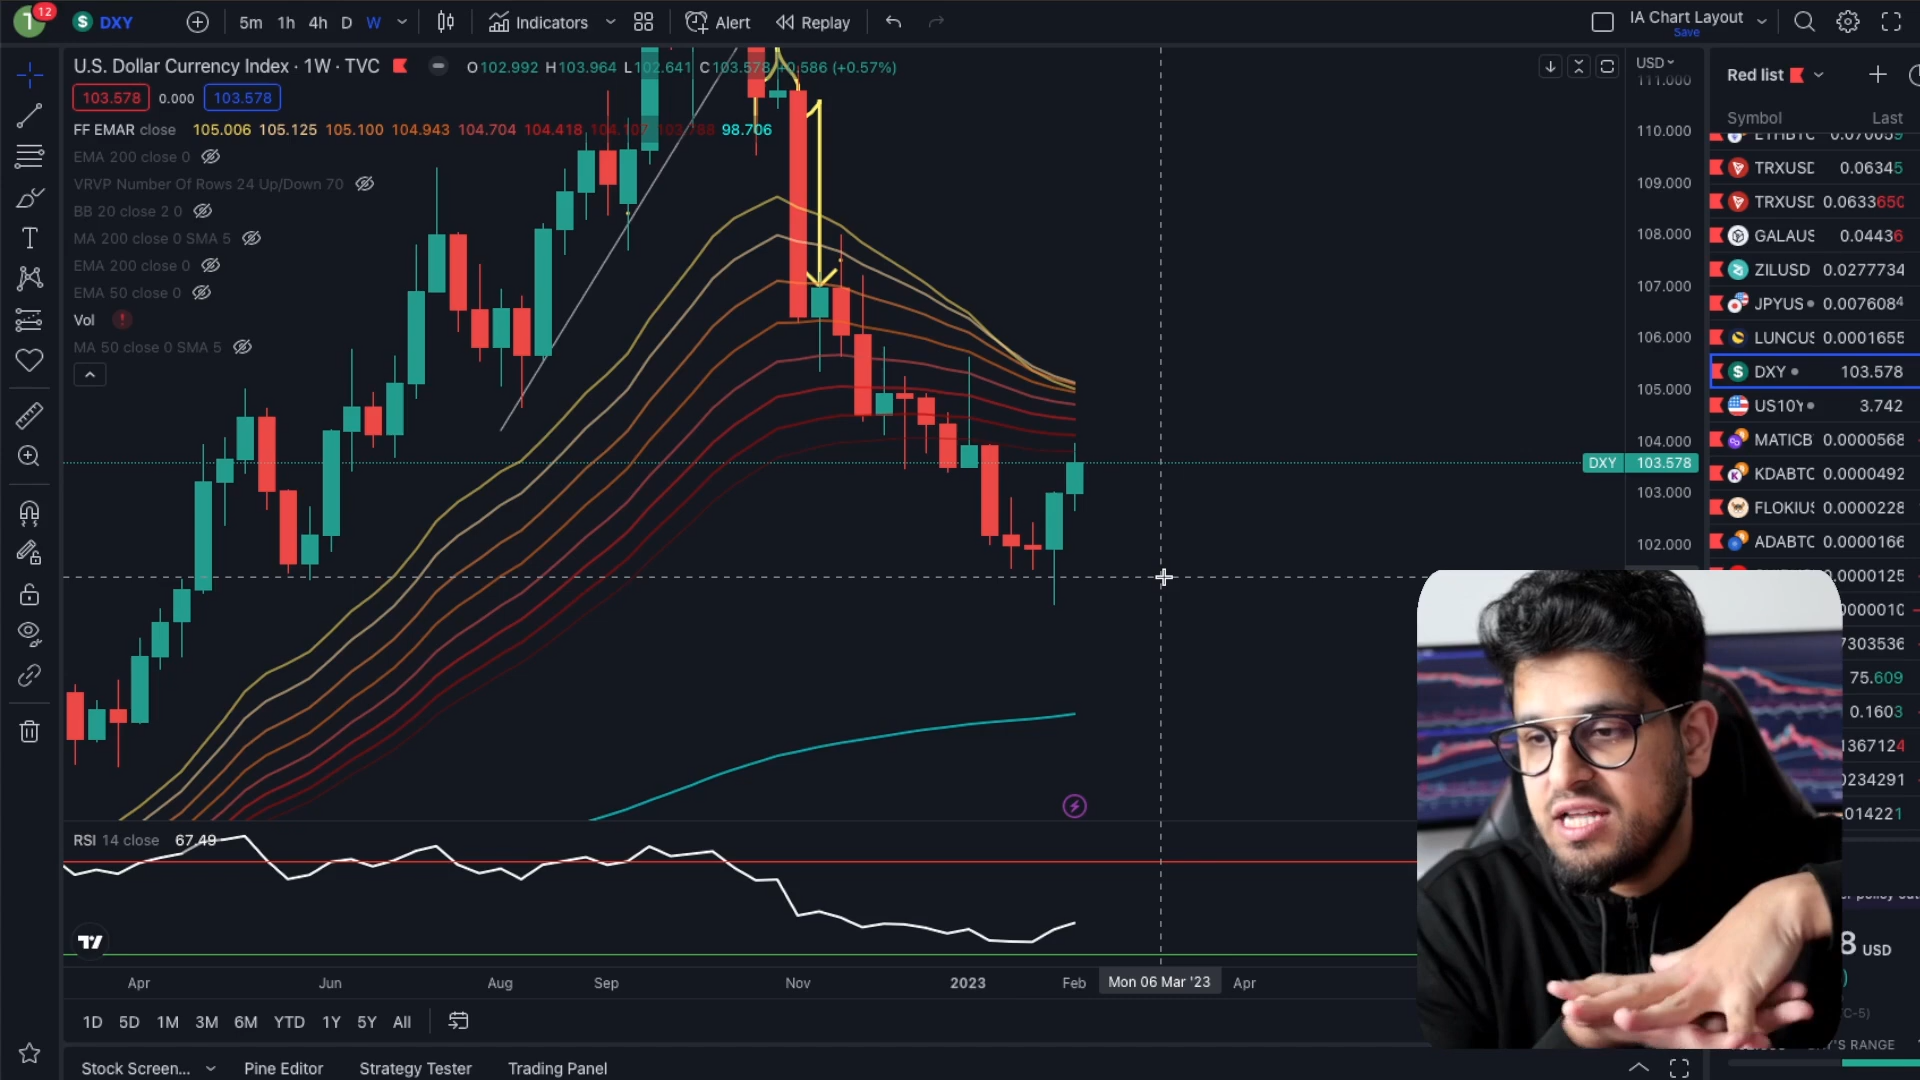 T 12 $ DXY 5m 1h 4h D W Indicators Alert Replay IA Chart Layout
Save
U.S. Dollar Currency Index · 1W · TVC O102.992 H103.964 L102.641 C103.578 +0.586 (+0.57%)
103.578 0.000 103.578
FF EMAR close 105.006 105.125 105.100 104.943 104.704 104.418 98.706
EMA 200 close 0
VRVP Number Of Rows 24 Up/Down 70
BB 20 close 2 0
MA 200 close 0 SMA 5
EMA 200 close 0
EMA 50 close 0
Vol !
MA 50 close 0 SMA 5
USD
111.000
110.000
109.000
108.000
107.000
106.000
105.000
104.000
DXY 103.578
103.000
102.000
Red list
Symbol Last
TRXUSD 0.06345
TRXUSD 0.0633650
GALAUS 0.04436
ZILUSD 0.0277734
JPYUS 0.0076084
LUNCUS 0.0001655
DXY 103.578
US10Y 3.742
MATICB 0.0000568
KDABTC 0.0000492
FLOKIUS 0.0000228
ADABTC 0.0000166
75.609
0.1603
USD
RSI 14 close 67.49
Apr Jun Aug Sep Nov 2023 Feb Mon 06 Mar '23 Apr
1D 5D 1M 3M 6M YTD 1Y 5Y All
Stock Screen... Pine Editor Strategy Tester Trading Panel